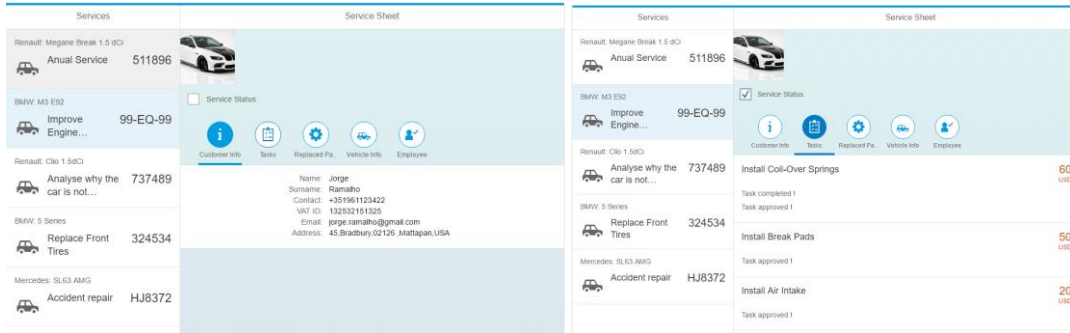 Services
Service Sheet
Renault: Megane Break 1.5 dCi
Anual Service 511896
BMW: M3 E92
Improve 99-EQ-99
Engine…
Renault: Clio 1.5dCi
Analyse why the 737489
car is not…
BMW: 5 Series
Replace Front 324534
Tires
Mercedes: SL63 AMG
Accident repair HJ8372
Service Status
Customer Info Tasks Replaced Pa.. Vehicle Info Employee
Name: Jorge
Surname: Ramalho
Contact: +351961123422
VAT ID: 132532151325
Email: jorge.ramalho@gmail.com
Address: 45,Bradbury,02126 ,Mattapan,USA
Services
Service Sheet
Renault: Megane Break 1.5 dCi
Anual Service 511896
BMW: M3 E92
Improve 99-EQ-99
Engine…
Renault: Clio 1.5dCi
Analyse why the 737489
car is not…
BMW: 5 Series
Replace Front 324534
Tires
Mercedes: SL63 AMG
Accident repair HJ8372
Service Status
Customer Info Tasks Replaced Pa.. Vehicle Info Employee
Install Coil-Over Springs 60
USD
Task completed !
Task approved !
Install Break Pads 50
USD
Task approved !
Install Air Intake 20
USD
Task approved !